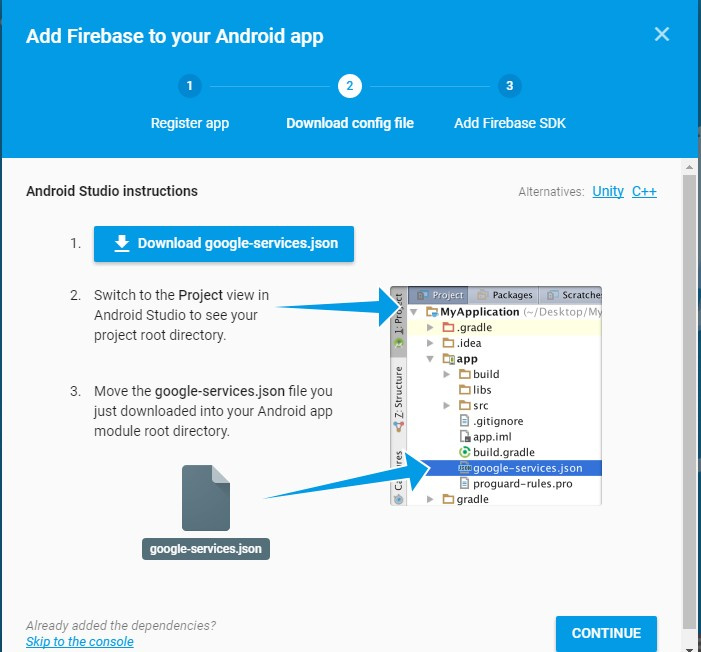 Add Firebase to your Android app
1
2
3
Register app
Download config file
Add Firebase SDK
Android Studio instructions
Alternatives: Unity C++
1. Download google-services.json
2. Switch to the Project view in
Android Studio to see your
project root directory.
3. Move the google-services.json file you
just downloaded into your Android app
module root directory.
google-services.json
1: Project
Z: Structure
Project Packages Scratche
MyApplication (~/Desktop/My
.gradle
.idea
app
build
libs
src
.gitignore
app.iml
build.gradle
google-services.json
proguard-rules.pro
gradle
Already added the dependencies?
Skip to the console
CONTINUE